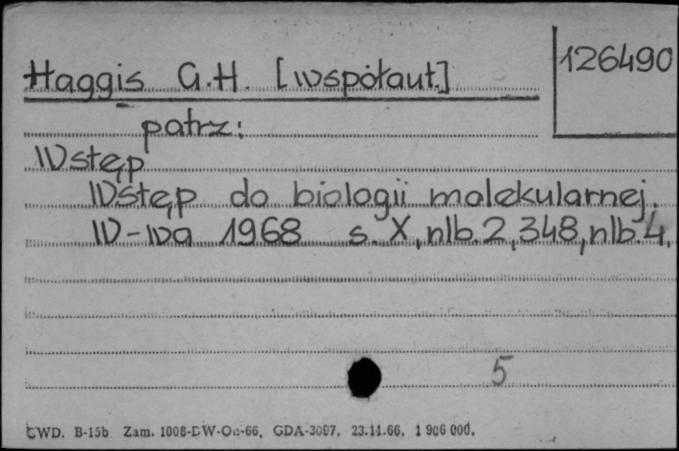 126490
Haggis G.H. [współaut.]
patrz:
Wstęp
Wstęp do biologii molekularnej.
W-wa 1968 s. X, nlb. 2, 348, nlb. 4.
5
CWD. B-15b Zam. 1008-DW-On-66, GDA-3097, 23.11.66, 1 906 000.